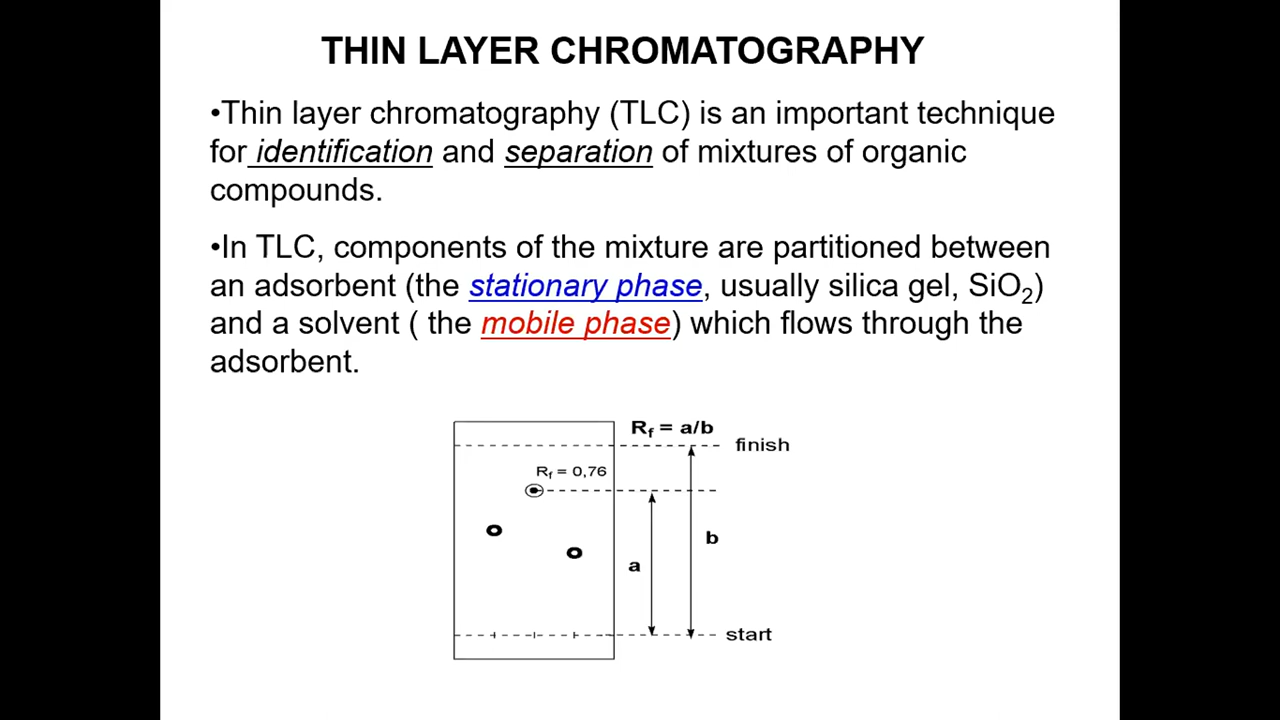 THIN LAYER CHROMATOGRAPHY
•Thin layer chromatography (TLC) is an important technique
for identification and separation of mixtures of organic
compounds.
•In TLC, components of the mixture are partitioned between
an adsorbent (the stationary phase, usually silica gel, SiO2)
and a solvent ( the mobile phase) which flows through the
adsorbent.
Rf = a/b
finish
Rf = 0,76
b
a
start